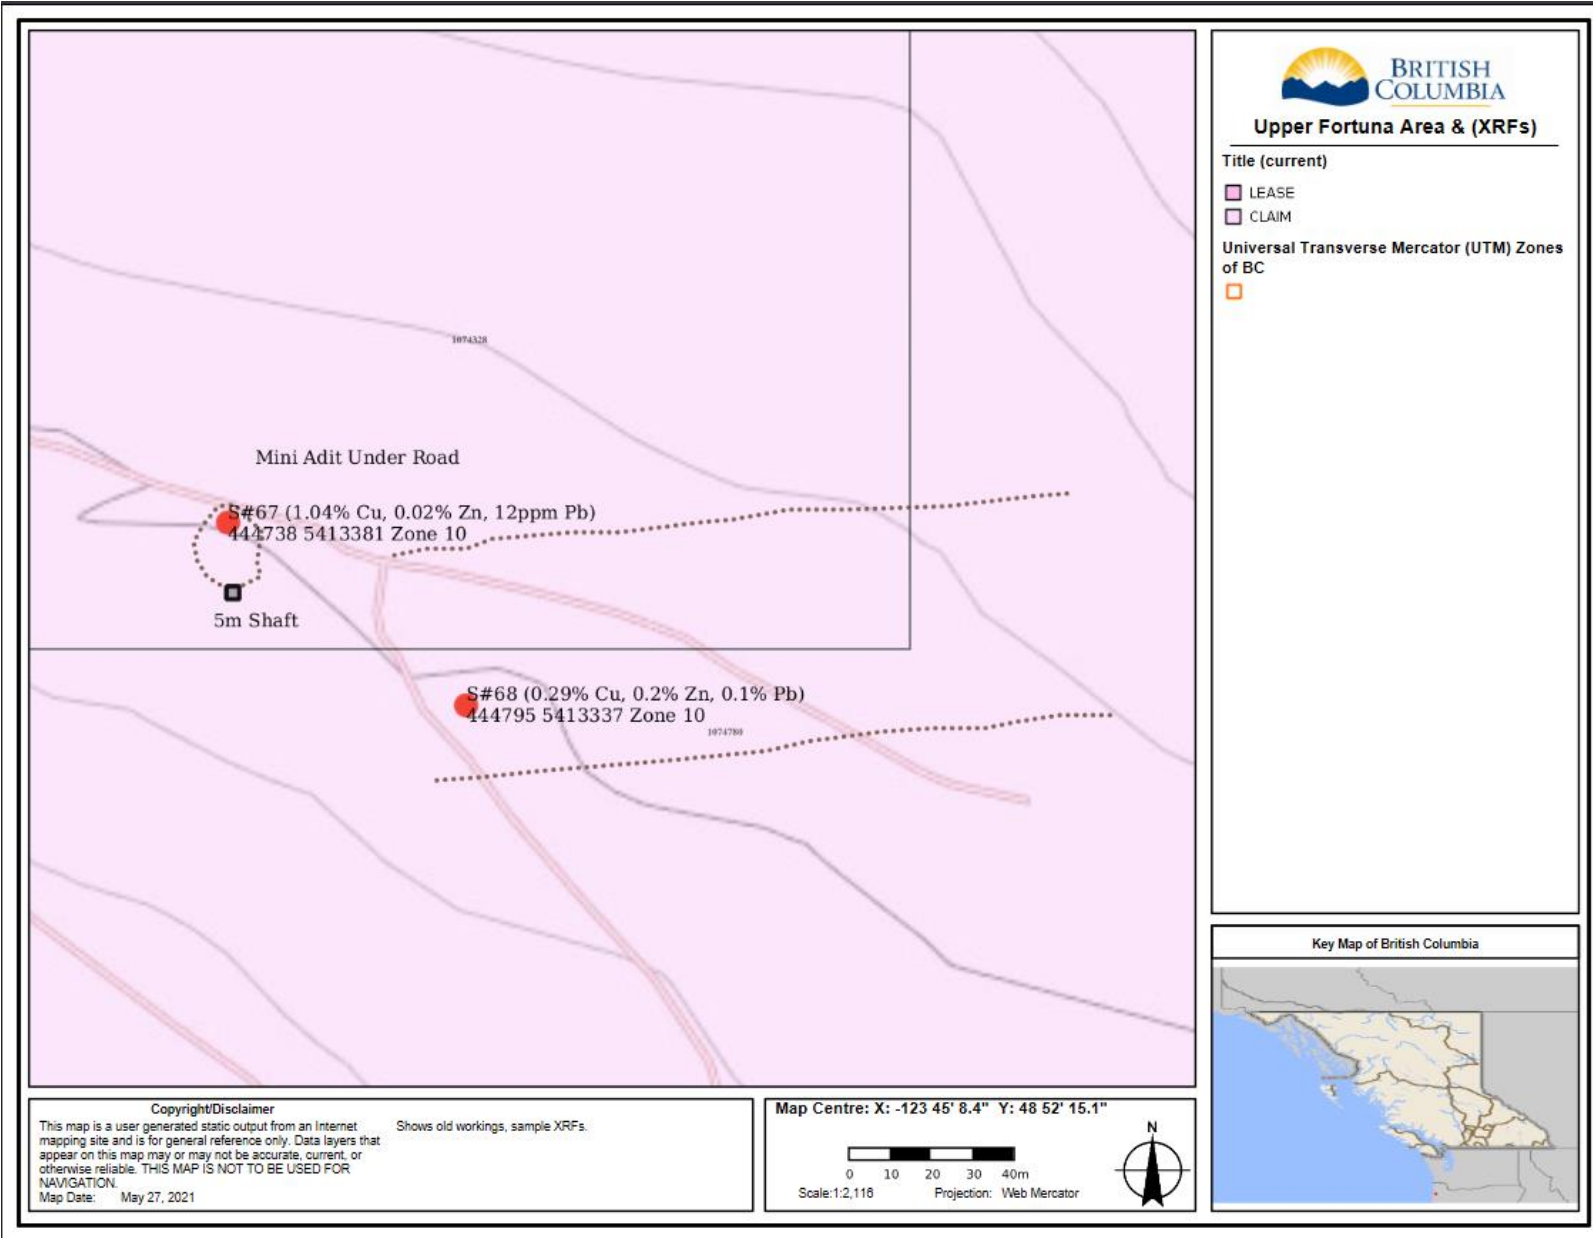 1074328
Mini Adit Under Road
S#67 (1.04% Cu, 0.02% Zn, 12ppm Pb)
444738 5413381 Zone 10
5m Shaft
S#68 (0.29% Cu, 0.2% Zn, 0.1% Pb)
444795 5413337 Zone 10
1074780
BRITISH
COLUMBIA
Upper Fortuna Area & (XRFs)
Title (current)
LEASE
CLAIM
Universal Transverse Mercator (UTM) Zones
of BC
Key Map of British Columbia
Copyright/Disclaimer
This map is a user generated static output from an Internet
mapping site and is for general reference only. Data layers that
appear on this map may or may not be accurate, current, or
otherwise reliable. THIS MAP IS NOT TO BE USED FOR
NAVIGATION.
Map Date: May 27, 2021
Shows old workings, sample XRFs.
Map Centre: X: -123 45' 8.4" Y: 48 52' 15.1"
0 10 20 30 40m
Scale:1:2,116 Projection: Web Mercator
N